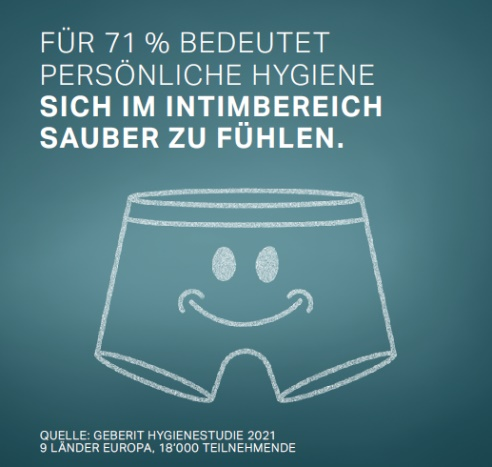 FÜR 71 % BEDEUTET
PERSÖNLICHE HYGIENE
SICH IM INTIMBEREICH
SAUBER ZU FÜHLEN.
QUELLE: GEBERIT HYGIENESTUDIE 2021
9 LÄNDER EUROPA, 18'000 TEILNEHMENDE